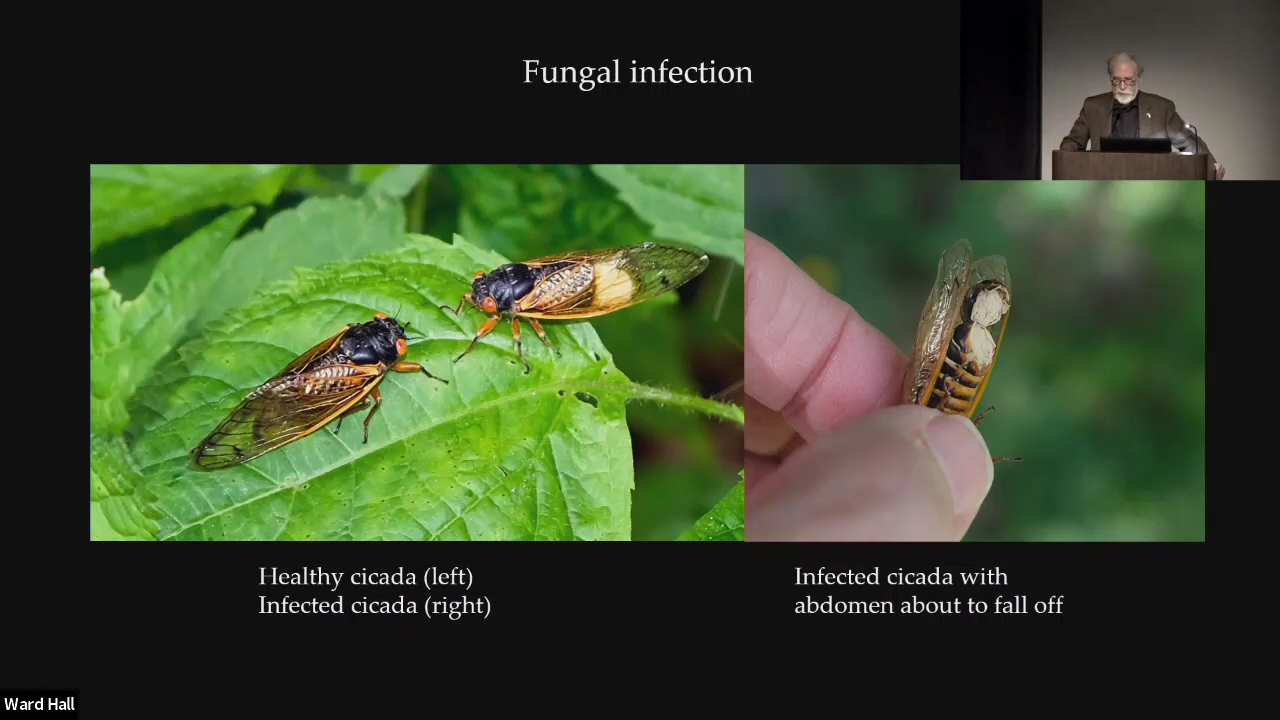 Fungal infection
Healthy cicada (left)
Infected cicada (right)
Infected cicada with
abdomen about to fall off
Ward Hall